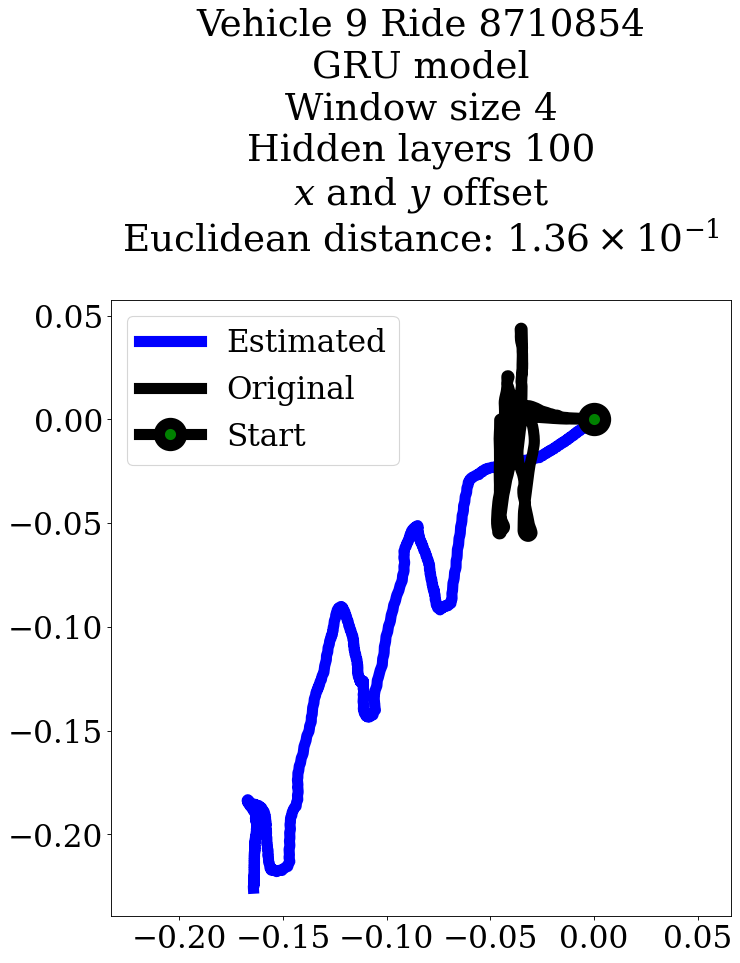 Vehicle 9 Ride 8710854
GRU model
Window size 4
Hidden layers 100
x and y offset
Euclidean distance: 1.36 × 10⁻¹
Estimated
Original
Start
0.05
0.00
−0.05
−0.10
−0.15
−0.20
−0.20 −0.15 −0.10 −0.05 0.00 0.05